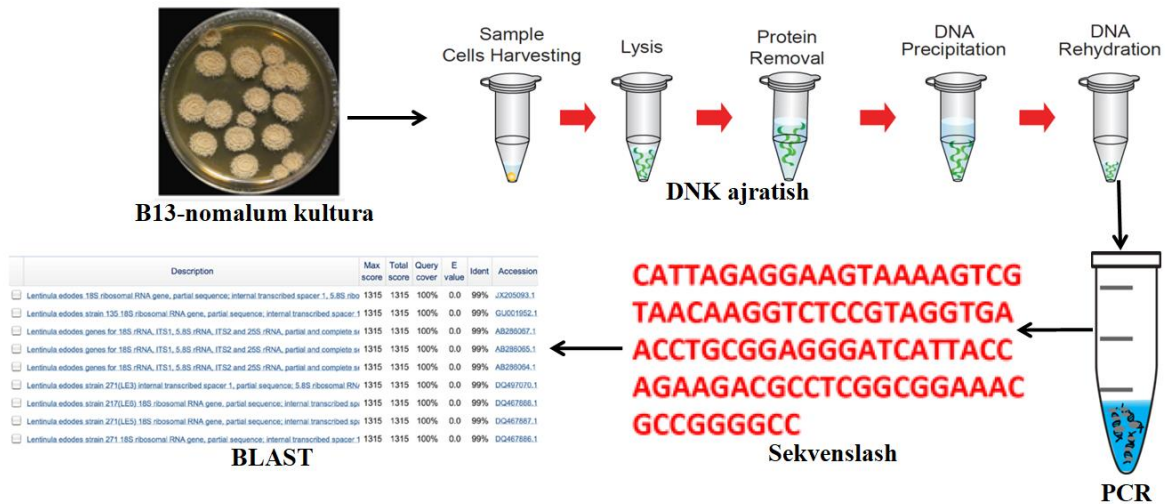 Sample
Cells Harvesting
Lysis
Protein
Removal
DNA
Precipitation
DNA
Rehydration
B13-nomalum kultura
DNK ajratish
Description Max score Total score Query cover E value Ident Accession
Lentinula edodes 18S ribosomal RNA gene, partial sequence; internal transcribed spacer 1, 5.8S ribo 1315 1315 100% 0.0 99% JX205093.1
Lentinula edodes strain 135 18S ribosomal RNA gene, partial sequence; internal transcribed spacer 1 1315 1315 100% 0.0 99% GU001952.1
Lentinula edodes genes for 18S rRNA, ITS1, 5.8S rRNA, ITS2 and 25S rRNA, partial and complete s 1315 1315 100% 0.0 99% AB286067.1
Lentinula edodes genes for 18S rRNA, ITS1, 5.8S rRNA, ITS2 and 25S rRNA, partial and complete s 1315 1315 100% 0.0 99% AB286065.1
Lentinula edodes genes for 18S rRNA, ITS1, 5.8S rRNA, ITS2 and 25S rRNA, partial and complete s 1315 1315 100% 0.0 99% AB286064.1
Lentinula edodes strain 271(LE3) internal transcribed spacer 1, partial sequence; 5.8S ribosomal RN 1315 1315 100% 0.0 99% DQ497070.1
Lentinula edodes strain 217(LE5) 18S ribosomal RNA gene, partial sequence; internal transcribed sp 1315 1315 100% 0.0 99% DQ467888.1
Lentinula edodes strain 271(LE5) 18S ribosomal RNA gene, partial sequence; internal transcribed sp 1315 1315 100% 0.0 99% DQ467887.1
Lentinula edodes strain 271 18S ribosomal RNA gene, partial sequence; internal transcribed spacer 1 1315 1315 100% 0.0 99% DQ467886.1
BLAST
CATTAGAGGAAGTAAAAGTCG
TAACAAGGTCTCCGTAGGTGA
ACCTGCGGAGGGATCATTACC
AGAAGACGCCTCGGCGGAAAC
GCCGGGGCC
Sekvenslash
PCR